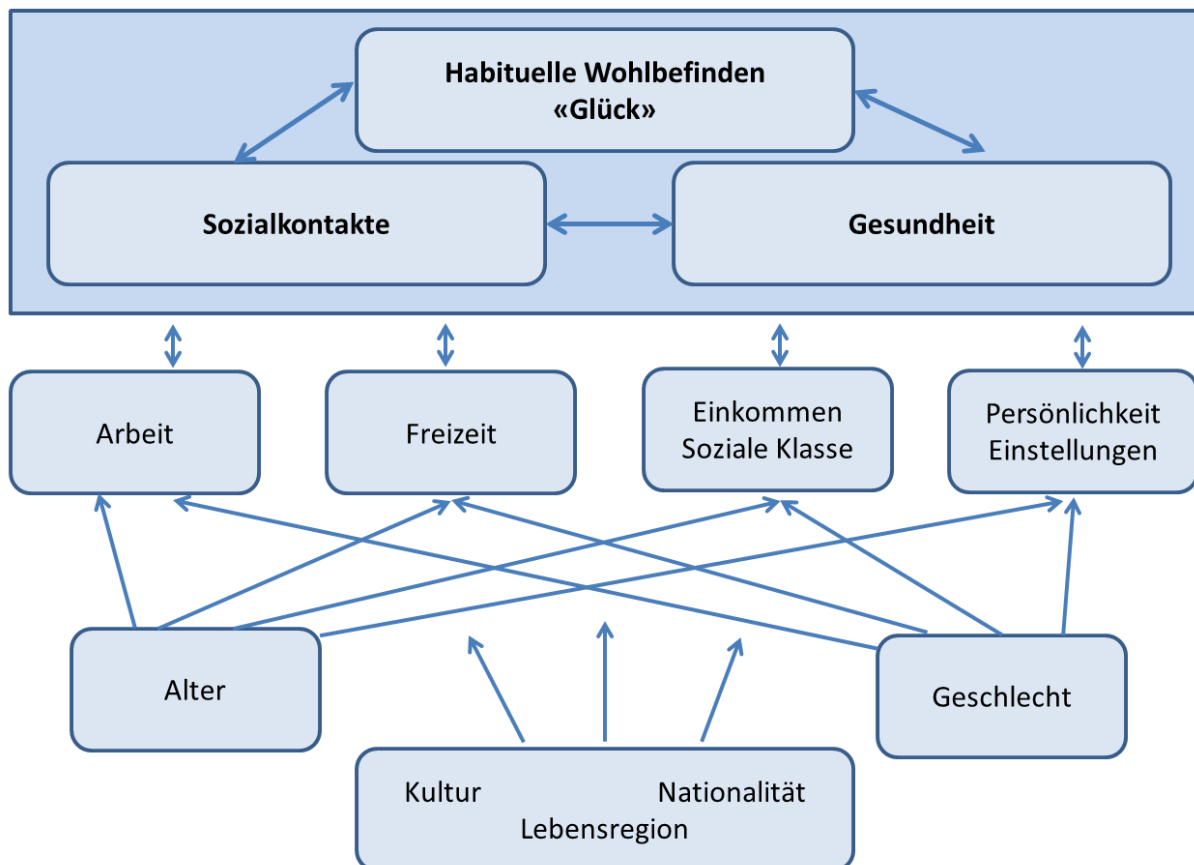 Habituelle Wohlbefinden
«Glück»
Sozialkontakte
Gesundheit
Arbeit
Freizeit
Einkommen
Soziale Klasse
Persönlichkeit
Einstellungen
Alter
Geschlecht
Kultur Nationalität
Lebensregion